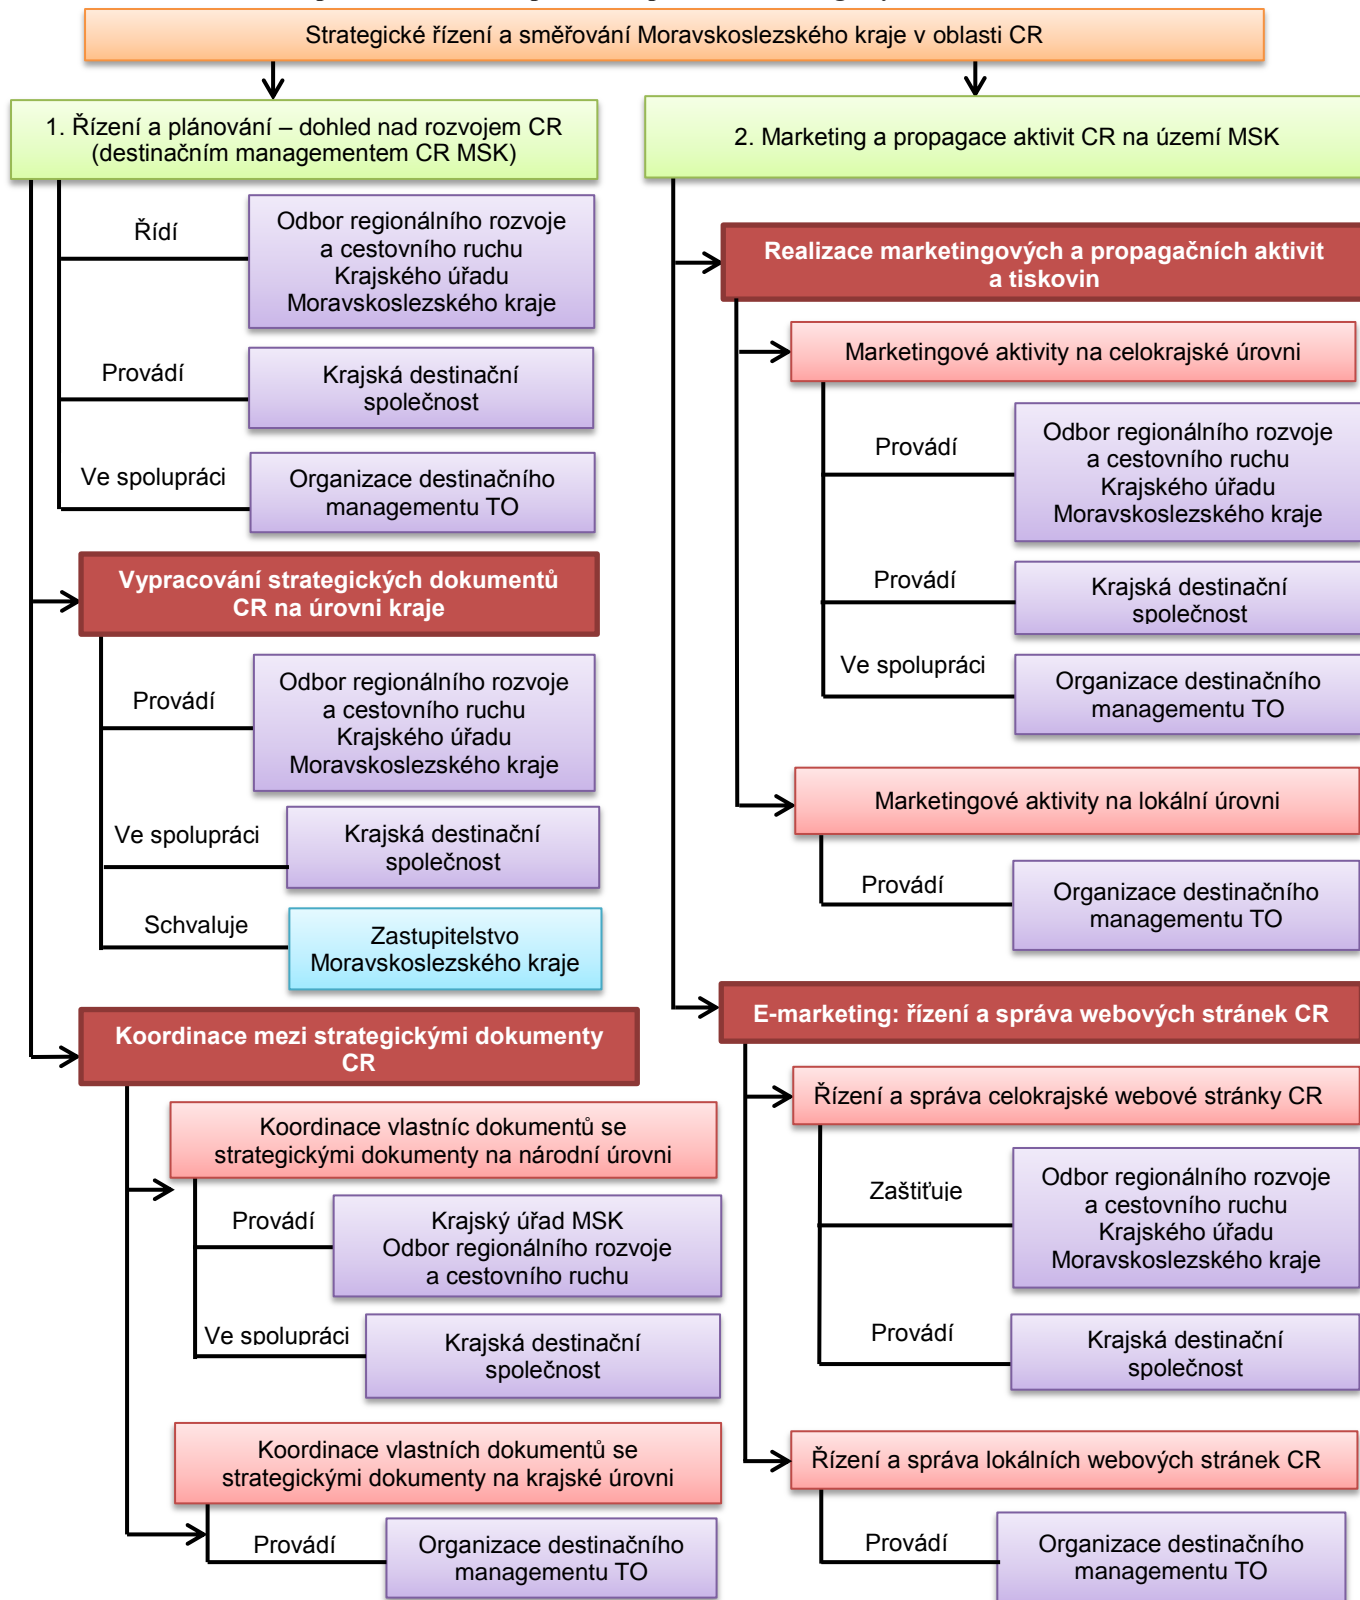 Strategické řízení a směřování Moravskoslezského kraje v oblasti CR
1. Řízení a plánování – dohled nad rozvojem CR
(destinačním managementem CR MSK)
Řídí
Odbor regionálního rozvoje
a cestovního ruchu
Krajského úřadu
Moravskoslezského kraje
Provádí
Krajská destinační
společnost
Ve spolupráci
Organizace destinačního
managementu TO
Vypracování strategických dokumentů
CR na úrovni kraje
Provádí
Odbor regionálního rozvoje
a cestovního ruchu
Krajského úřadu
Moravskoslezského kraje
Ve spolupráci
Krajská destinační
společnost
Schvaluje
Zastupitelstvo
Moravskoslezského kraje
Koordinace mezi strategickými dokumenty
CR
Koordinace vlastníc dokumentů se
strategickými dokumenty na národní úrovni
Provádí
Krajský úřad MSK
Odbor regionálního rozvoje
a cestovního ruchu
Ve spolupráci
Krajská destinační
společnost
Koordinace vlastních dokumentů se
strategickými dokumenty na krajské úrovni
Provádí
Organizace destinačního
managementu TO
2. Marketing a propagace aktivit CR na území MSK
Realizace marketingových a propagačních aktivit
a tiskovin
Marketingové aktivity na celokrajské úrovni
Provádí
Odbor regionálního rozvoje
a cestovního ruchu
Krajského úřadu
Moravskoslezského kraje
Provádí
Krajská destinační
společnost
Ve spolupráci
Organizace destinačního
managementu TO
Marketingové aktivity na lokální úrovni
Provádí
Organizace destinačního
managementu TO
E-marketing: řízení a správa webových stránek CR
Řízení a správa celokrajské webové stránky CR
Zaštiťuje
Odbor regionálního rozvoje
a cestovního ruchu
Krajského úřadu
Moravskoslezského kraje
Provádí
Krajská destinační
společnost
Řízení a správa lokálních webových stránek CR
Provádí
Organizace destinačního
managementu TO